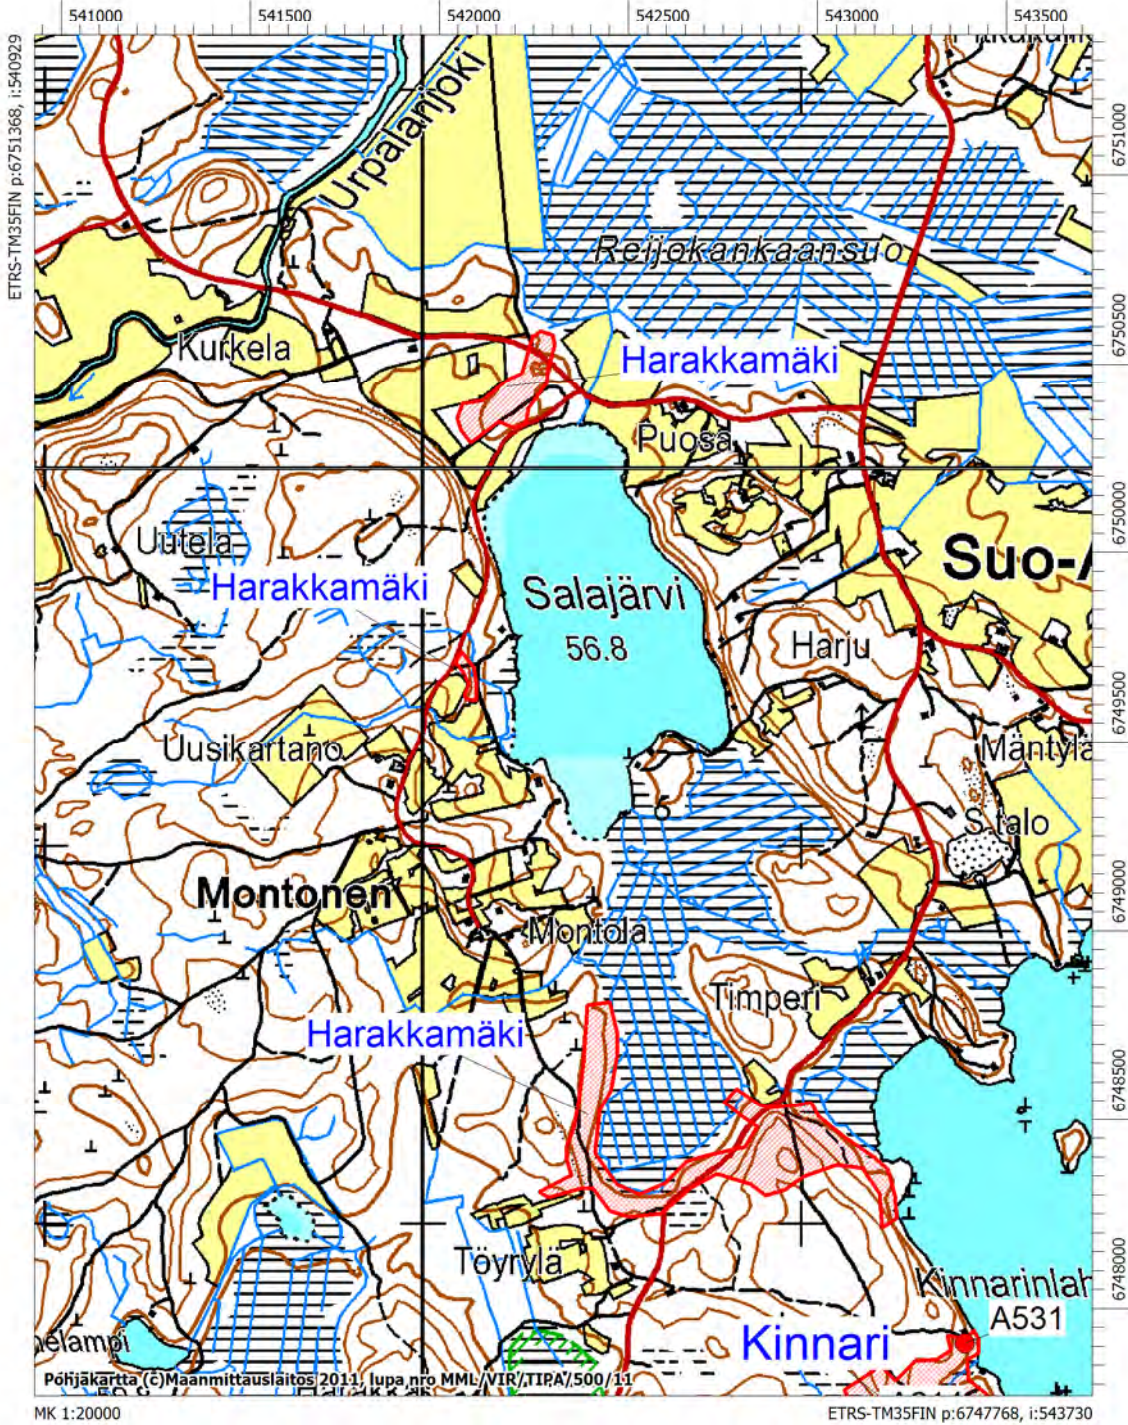 541000 541500 542000 542500 543000 543500
ETRS-TM35FIN p:6751368, i:540929
Urpalanjoki
6751000
Reijokankaansuo
6750500
Kurkela
Harakkamäki
Puosa
6750000
Uutela
Suo-A
Harakkamäki
Salajärvi
56.8
Harju
6749500
Uusikartano
Mäntylä
S.talo
Montonen
6749000
Montola
Timperi
Harakkamäki
6748500
Töyrylä
6748000
Kinnarinlah
A531
Kinnari
elampi
Pohjakartta (c)Maanmittauslaitos 2011, lupa nro MML/VIR/TIPA/500/11
MK 1:20000
ETRS-TM35FIN p:6747768, i:543730